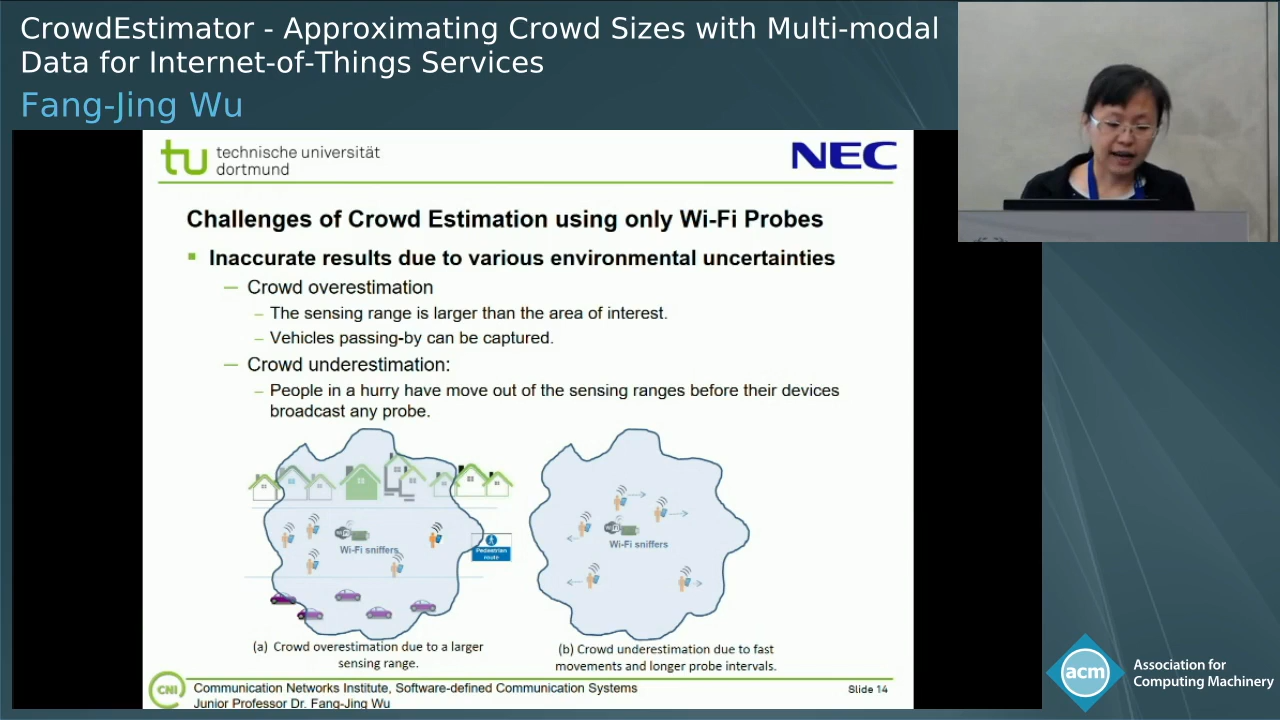 CrowdEstimator - Approximating Crowd Sizes with Multi-modal
Data for Internet-of-Things Services
Fang-Jing Wu
tu technische universität
dortmund
NEC
Challenges of Crowd Estimation using only Wi-Fi Probes
Inaccurate results due to various environmental uncertainties
— Crowd overestimation
– The sensing range is larger than the area of interest.
– Vehicles passing-by can be captured.
— Crowd underestimation:
– People in a hurry have move out of the sensing ranges before their devices
broadcast any probe.
Wi-Fi sniffers
Pedestrian
route
Wi-Fi sniffers
(a) Crowd overestimation due to a larger
sensing range.
(b) Crowd underestimation due to fast
movements and longer probe intervals.
CNI
Communication Networks Institute, Software-defined Communication Systems
Junior Professor Dr. Fang-Jing Wu
Slide 14
acm
Association for
Computing Machinery